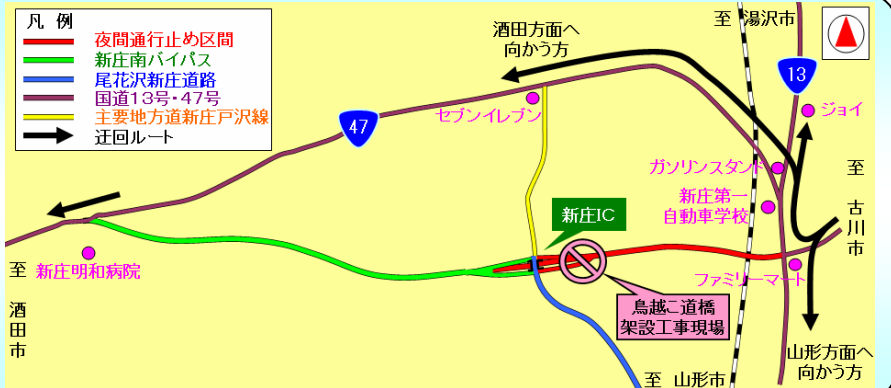 凡 例
夜間通行止め区間
新庄南バイパス
尾花沢新庄道路
国道13号・47号
主要地方道新庄戸沢線
迂回ルート
酒田方面へ
向かう方
至 湯沢市
13
47
セブンイレブン
ジョイ
ガソリンスタンド
至 古川市
新庄第一
自動車学校
新庄IC
新庄明和病院
ファミリーマート
至 酒田市
鳥越こ道橋
架設工事現場
山形方面へ
向かう方
至 山形市